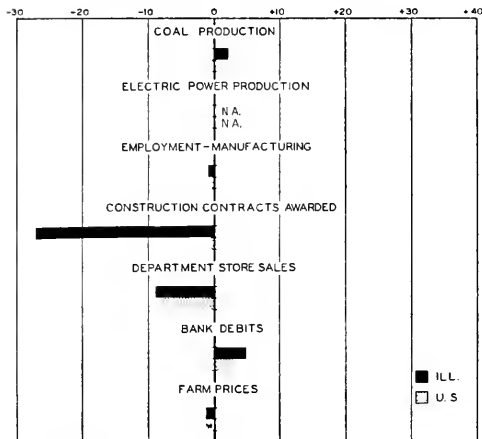 -30 -20 -10 0 +10 +20 +30 +40
COAL PRODUCTION
ELECTRIC POWER PRODUCTION
N.A.
N.A.
EMPLOYMENT-MANUFACTURING
CONSTRUCTION CONTRACTS AWARDED
DEPARTMENT STORE SALES
BANK DEBITS
FARM PRICES
ILL.
U.S